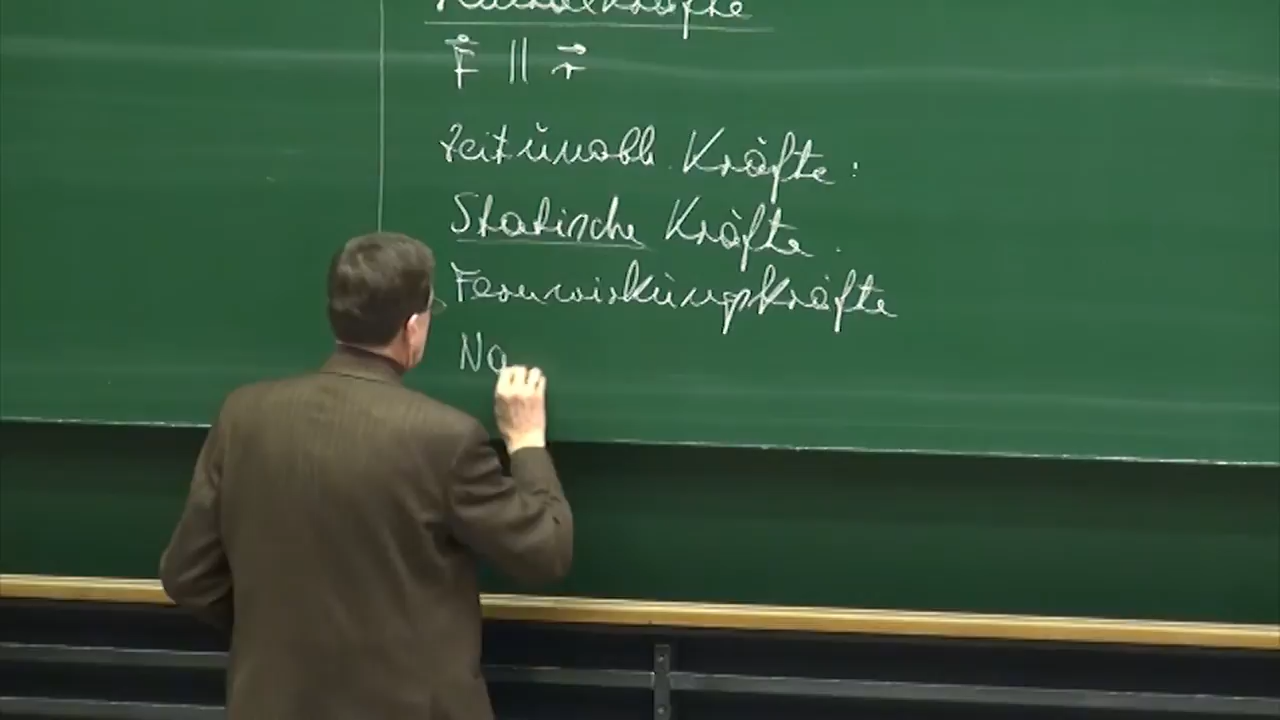 F⃗ || r⃗
Zeitunabh. Kräfte:
Statische Kräfte.
Fernwirkungskräfte
Na